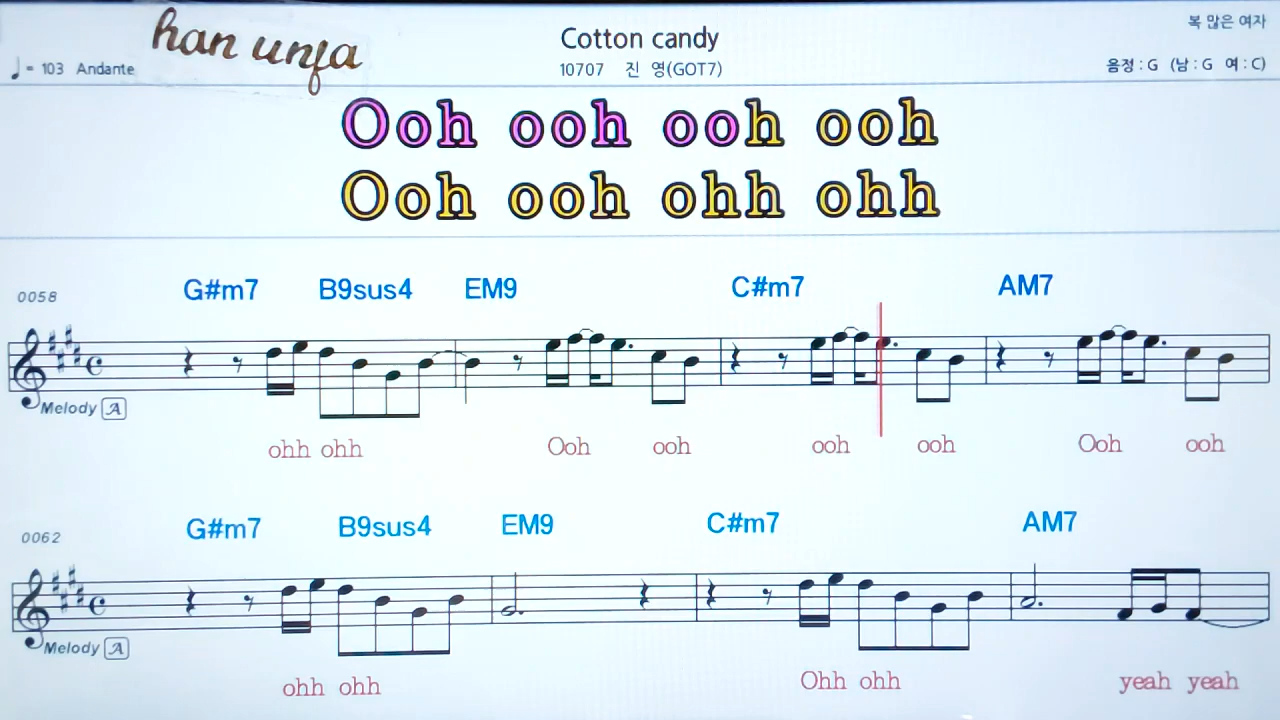 han unja
Cotton candy
복 많은 여자
♩= 103 Andante
10707 진 영(GOT7)
음정 : G (남 : G 여 : C)
Ooh ooh ooh ooh
Ooh ooh ohh ohh
G#m7 B9sus4 EM9 C#m7 AM7
0058
Melody A
ohh ohh Ooh ooh ooh ooh Ooh ooh
G#m7 B9sus4 EM9 C#m7 AM7
0062
Melody A
ohh ohh Ohh ohh yeah yeah